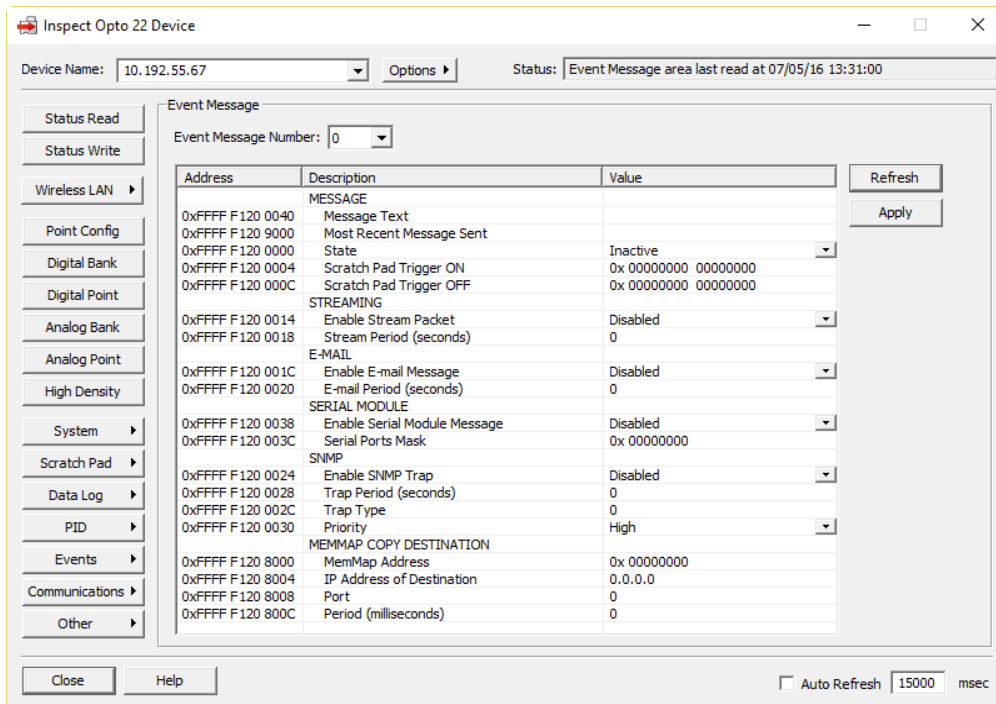 Inspect Opto 22 Device
Device Name: 10.192.55.67 Options Status: Event Message area last read at 07/05/16 13:31:00
Status Read
Status Write
Wireless LAN
Point Config
Digital Bank
Digital Point
Analog Bank
Analog Point
High Density
System
Scratch Pad
Data Log
PID
Events
Communications
Other
Event Message
Event Message Number: 0
Address Description Value
MESSAGE
0xFFFF F120 0040 Message Text
0xFFFF F120 9000 Most Recent Message Sent
0xFFFF F120 0000 State Inactive
0xFFFF F120 0004 Scratch Pad Trigger ON 0x 00000000 00000000
0xFFFF F120 000C Scratch Pad Trigger OFF 0x 00000000 00000000
STREAMING
0xFFFF F120 0014 Enable Stream Packet Disabled
0xFFFF F120 0018 Stream Period (seconds) 0
E-MAIL
0xFFFF F120 001C Enable E-mail Message Disabled
0xFFFF F120 0020 E-mail Period (seconds) 0
SERIAL MODULE
0xFFFF F120 0038 Enable Serial Module Message Disabled
0xFFFF F120 003C Serial Ports Mask 0x 00000000
SNMP
0xFFFF F120 0024 Enable SNMP Trap Disabled
0xFFFF F120 0028 Trap Period (seconds) 0
0xFFFF F120 002C Trap Type 0
0xFFFF F120 0030 Priority High
MEMMAP COPY DESTINATION
0xFFFF F120 8000 MemMap Address 0x 00000000
0xFFFF F120 8004 IP Address of Destination 0.0.0.0
0xFFFF F120 8008 Port 0
0xFFFF F120 800C Period (milliseconds) 0
Refresh
Apply
Close Help Auto Refresh 15000 msec